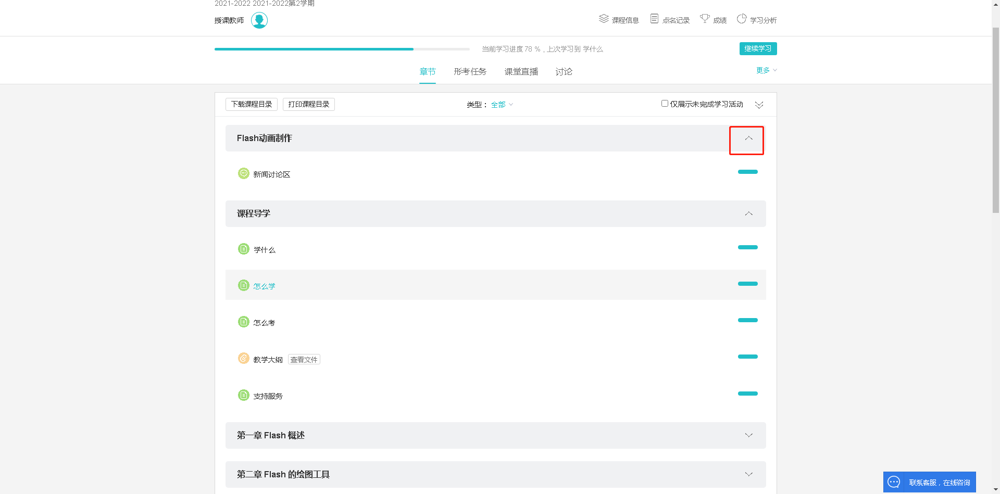 2021-2022 2021-2022第2学期
授课教师
课程信息 点名记录 成绩 学习分析
当前学习进度 78 % , 上次学习到 学什么
继续学习
章节 形考任务 课堂直播 讨论
更多
下载课程目录 打印课程目录 类型： 全部 仅展示未完成学习活动
Flash动画制作
新闻讨论区
课程导学
学什么
怎么学
怎么考
教学大纲 查看文件
支持服务
第一章 Flash 概述
第二章 Flash 的绘图工具
联系客服，在线咨询